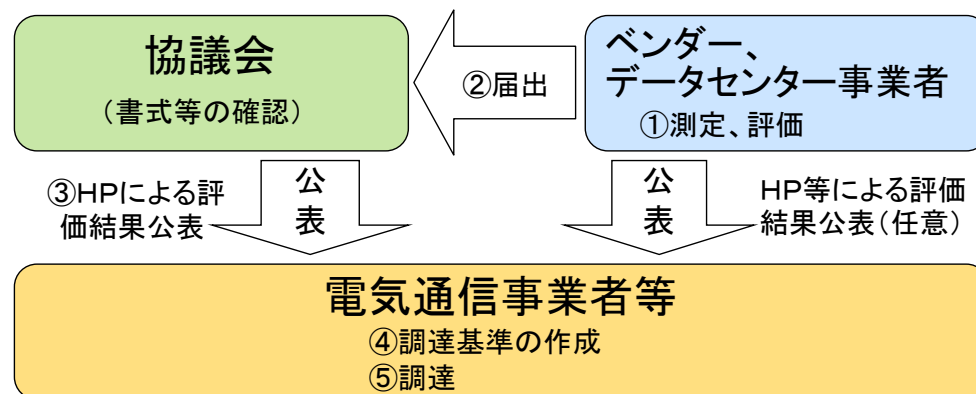 協議会
（書式等の確認）
②届出
ベンダー、
データセンター事業者
①測定、評価
③HPによる評
価結果公表
公
表
公
表
HP等による評価
結果公表（任意）
電気通信事業者等
④調達基準の作成
⑤調達